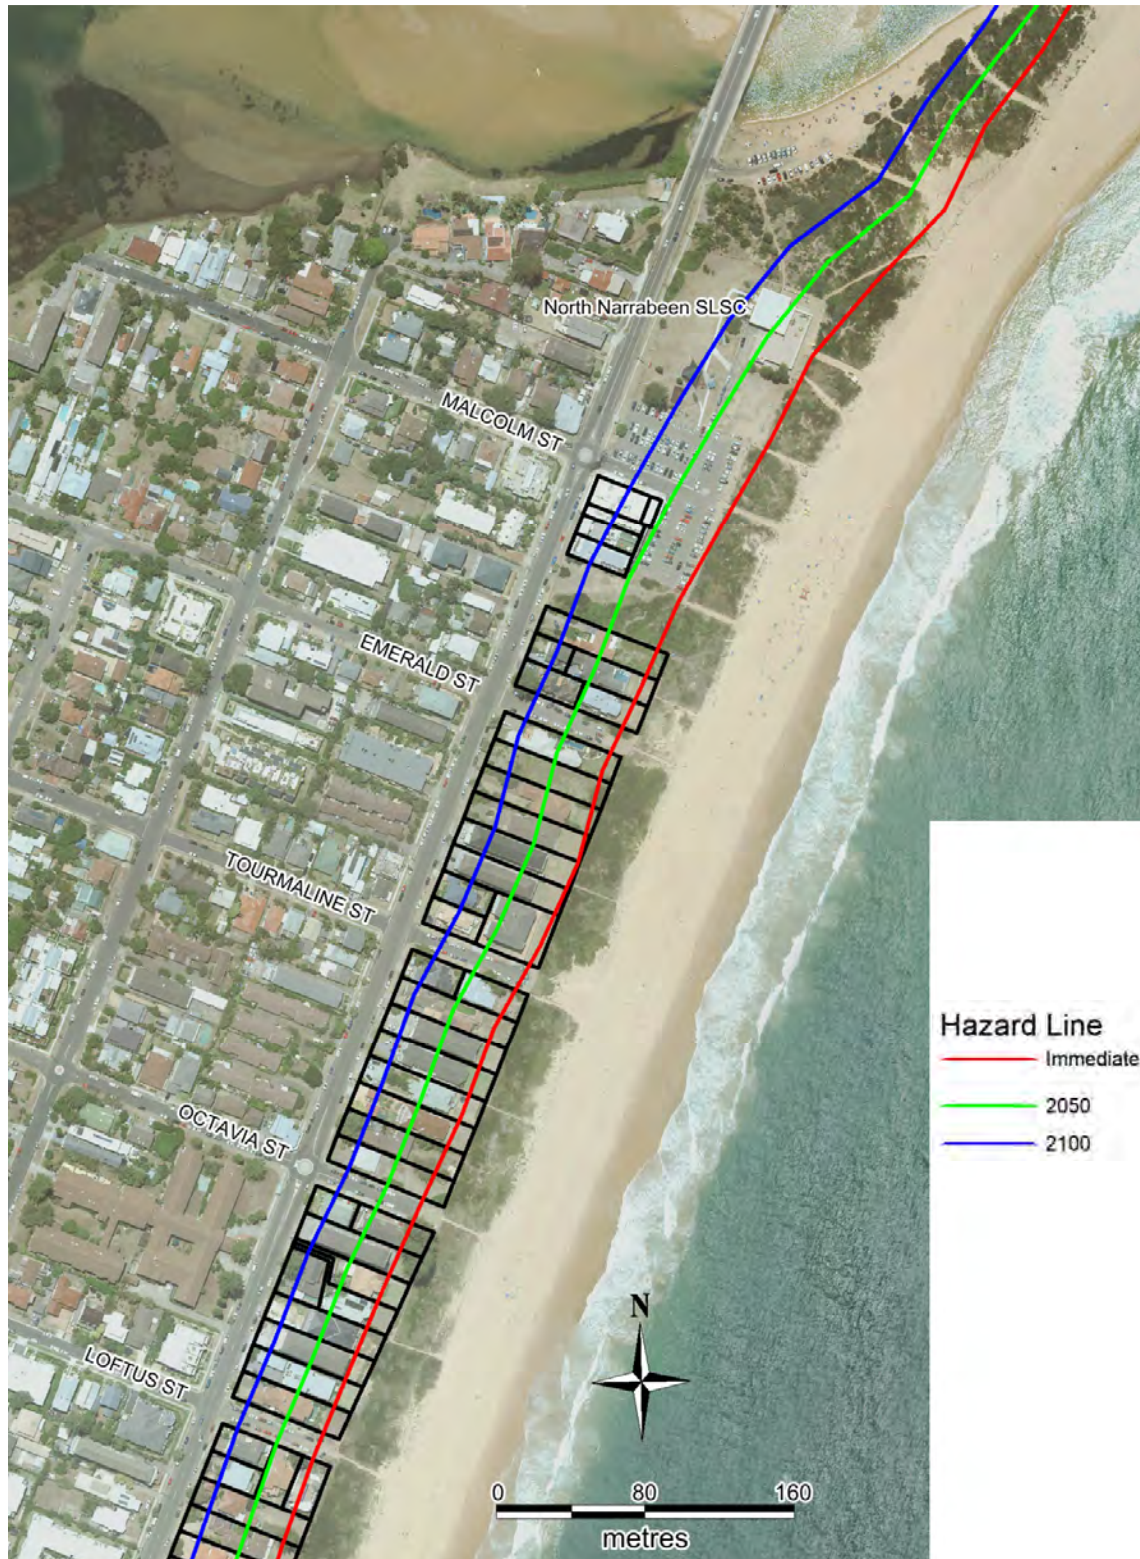 North Narrabeen SLSC
MALCOLM ST
EMERALD ST
TOURMALINE ST
OCTAVIA ST
LOFTUS ST
Hazard Line
Immediate
2050
2100
N
0 80 160
metres